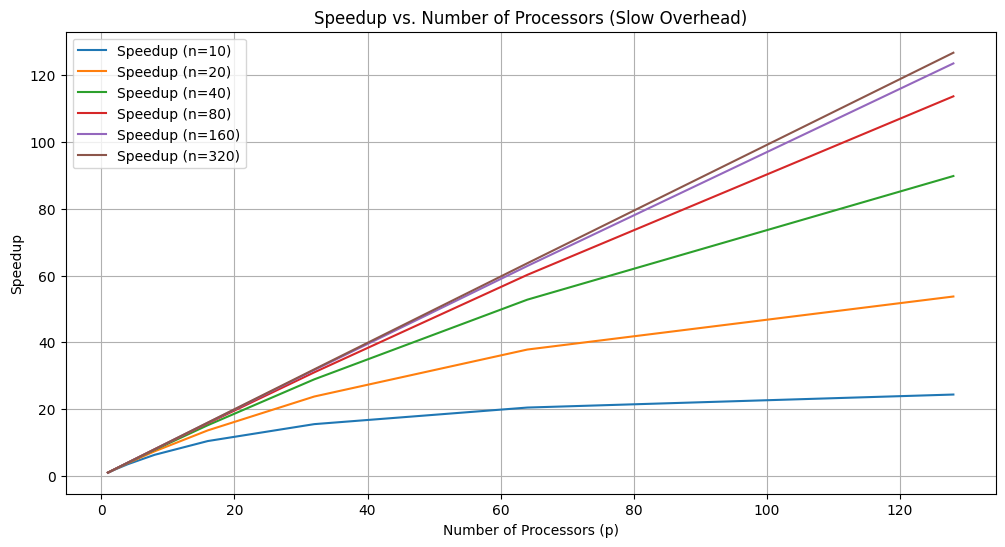 Speedup vs. Number of Processors (Slow Overhead)
Speedup (n=10)
Speedup (n=20)
Speedup (n=40)
Speedup (n=80)
Speedup (n=160)
Speedup (n=320)
Speedup
120
100
80
60
40
20
0
0 20 40 60 80 100 120
Number of Processors (p)